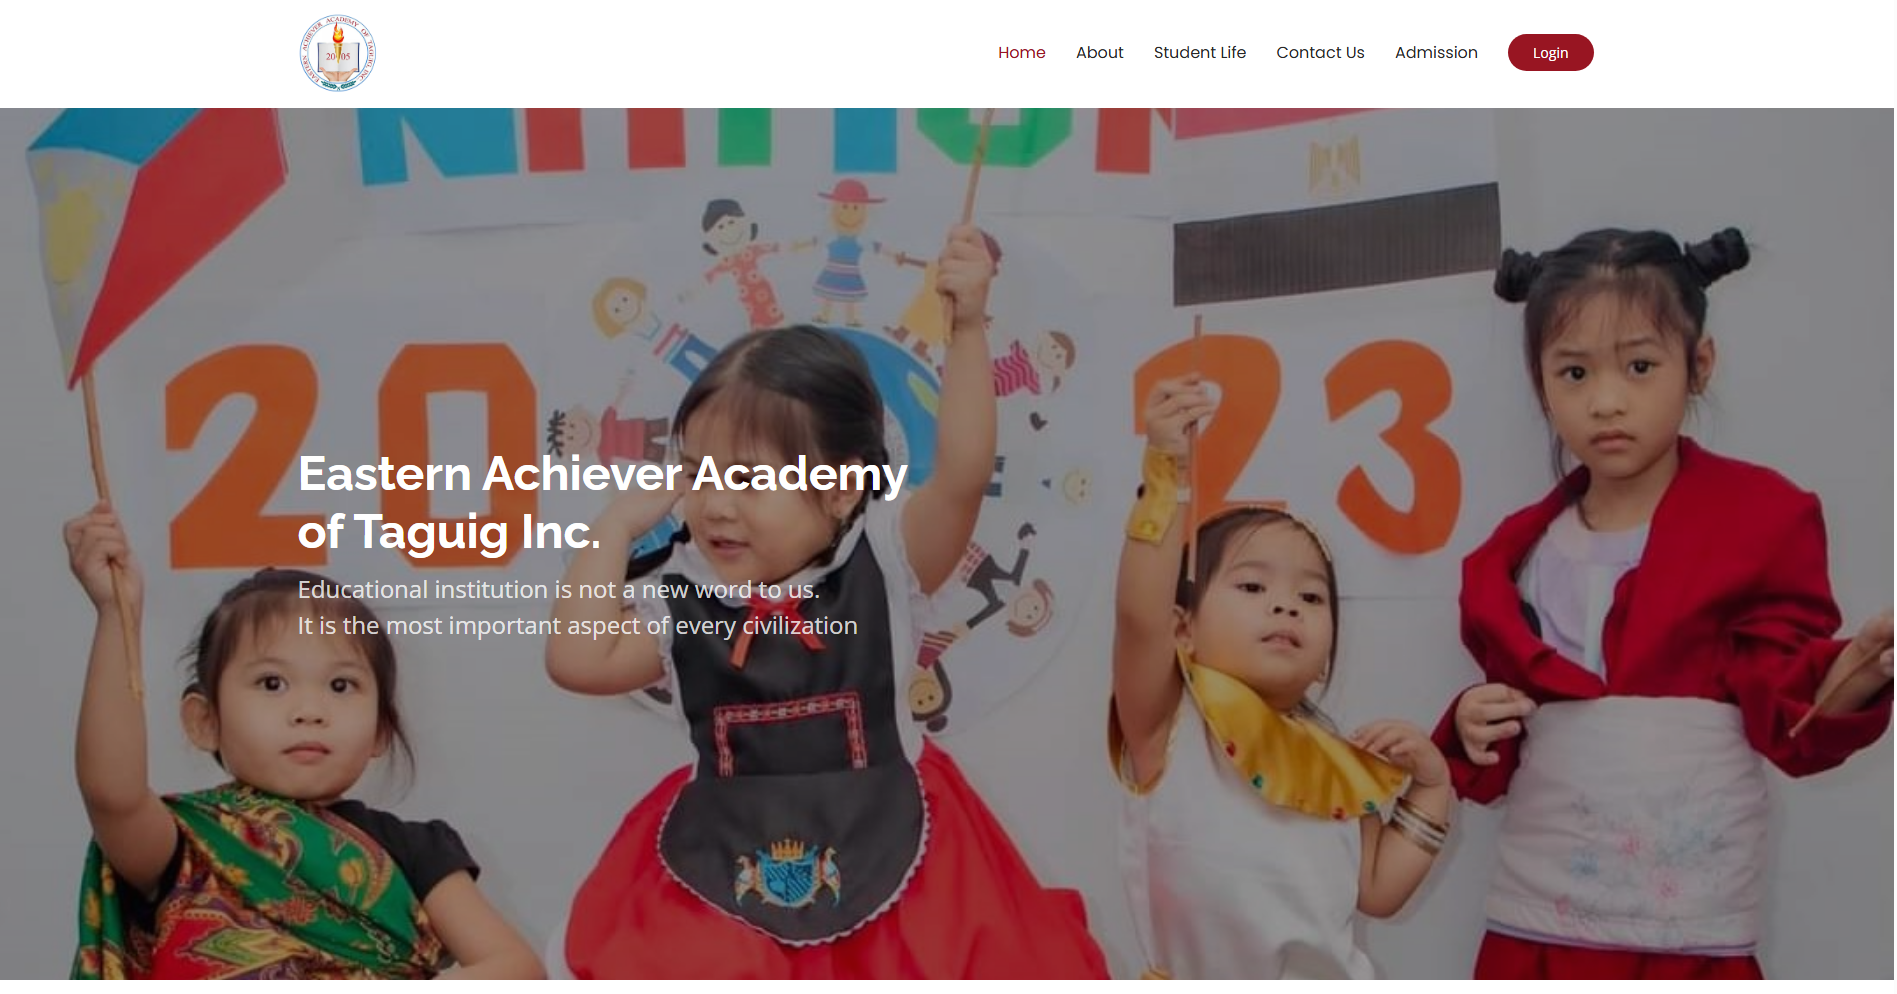 EASTERN ACHIEVER ACADEMY OF TAGUIG, INC.
2005
Home
About
Student Life
Contact Us
Admission
Login
20 23
Eastern Achiever Academy
of Taguig Inc.
Educational institution is not a new word to us.
It is the most important aspect of every civilization